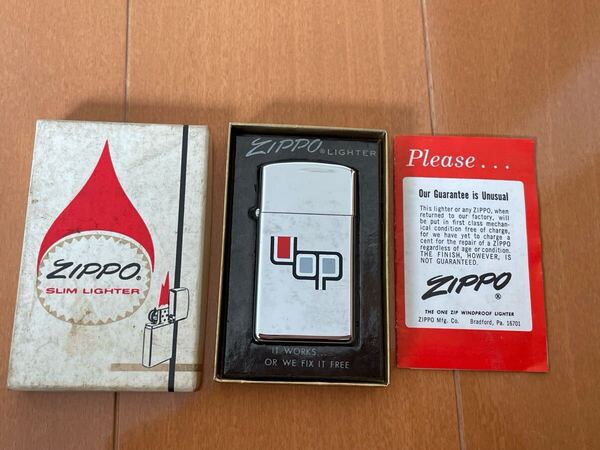 ZIPPO®
SLIM LIGHTER
ZIPPO® LIGHTER
uop
IT WORKS...
OR WE FIX IT FREE
Please...
Our Guarantee is Unusual
This lighter or any ZIPPO, when
returned to our factory, will
be put in first class mechan-
ical condition free of charge,
for we have yet to charge a
cent for the repair of a ZIPPO
regardless of age or condition.
THE FINISH, HOWEVER, IS
NOT GUARANTEED.
ZIPPO
®
THE ONE ZIP WINDPROOF LIGHTER
ZIPPO Mfg. Co. Bradford, Pa. 16701